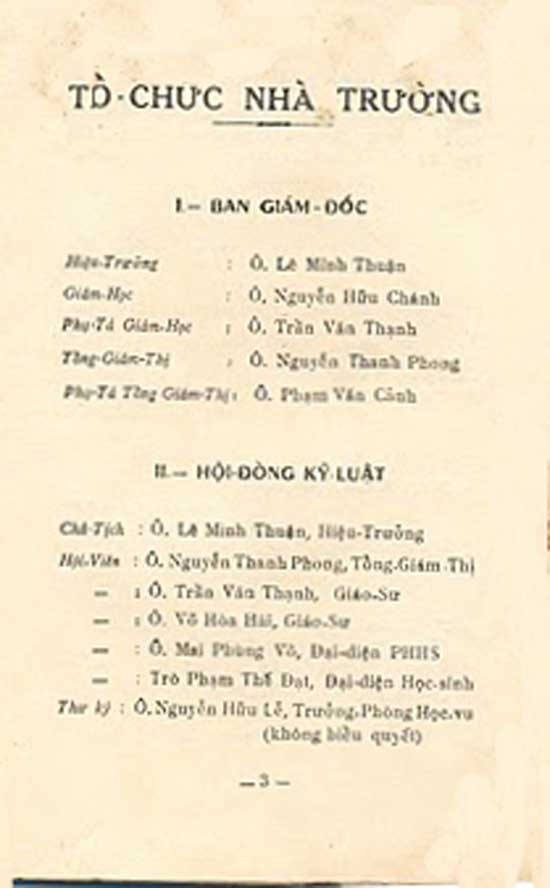 TỔ-CHỨC NHÀ TRƯỜNG
I.— BAN GIÁM-ĐỐC
Hiệu-Trưởng : Ô. Lê Minh Thuận
Giám-Học : Ô. Nguyễn Hữu Chánh
Phụ-Tá Giám-Học : Ô. Trần Văn Thạnh
Tổng-Giám-Thị : Ô. Nguyễn Thanh Phong
Phụ-Tá Tổng Giám-Thị : Ô. Phạm Văn Cảnh
II.— HỘI-ĐỒNG KỶ-LUẬT
Chủ-Tịch : Ô. Lê Minh Thuận, Hiệu-Trưởng
Hội-Viên : Ô. Nguyễn Thanh Phong, Tổng-Giám-Thị
— : Ô. Trần Văn Thạnh, Giáo-Sư
— : Ô. Võ Hòa Hải, Giáo-Sư
— : Ô. Mai Phùng Võ, Đại-diện PHHS
— : Trò Phạm Thế Đạt, Đại-diện Học-sinh
Thư ký : Ô. Nguyễn Hữu Lễ, Trưởng-Phòng Học-vụ
(không biểu quyết)
— 3 —